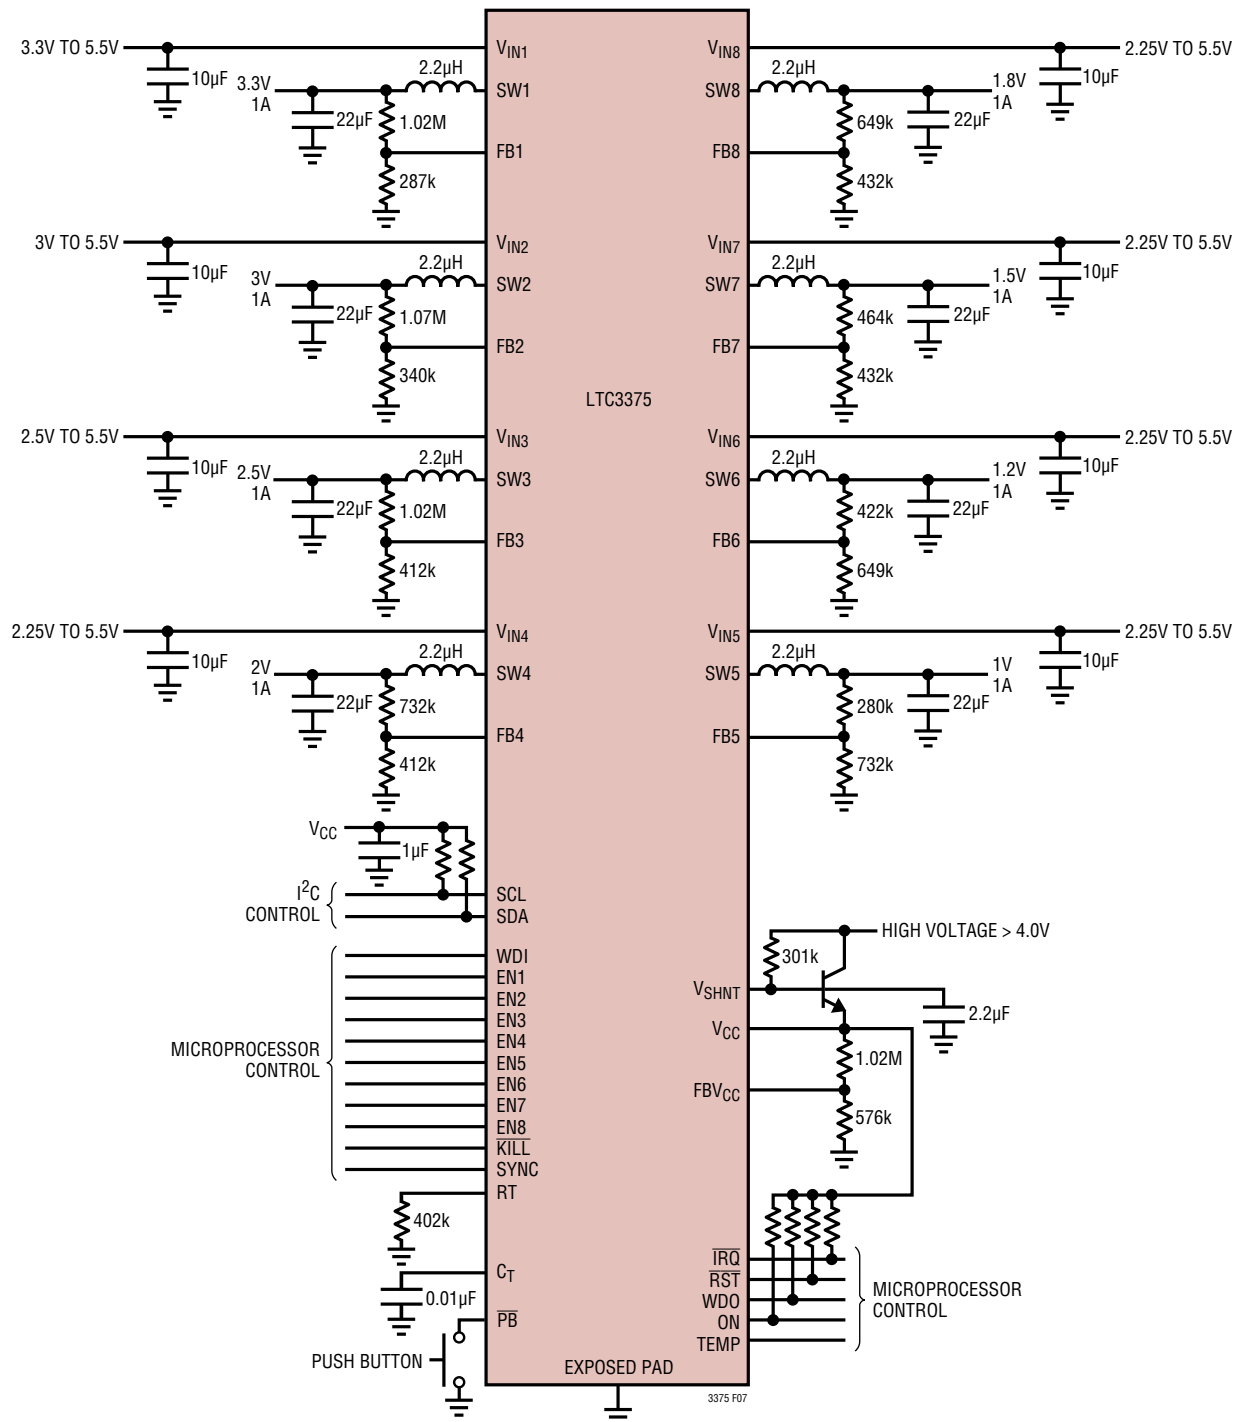 3.3V TO 5.5V
10µF
3.3V
1A
22µF
2.2µH
1.02M
287k
3V TO 5.5V
10µF
3V
1A
22µF
2.2µH
1.07M
340k
2.5V TO 5.5V
10µF
2.5V
1A
22µF
2.2µH
1.02M
412k
2.25V TO 5.5V
10µF
2V
1A
22µF
2.2µH
732k
412k
VCC
1µF
I2C
CONTROL
MICROPROCESSOR
CONTROL
402k
0.01µF
PUSH BUTTON
VIN1
SW1
FB1
VIN2
SW2
FB2
VIN3
SW3
FB3
VIN4
SW4
FB4
SCL
SDA
WDI
EN1
EN2
EN3
EN4
EN5
EN6
EN7
EN8
KILL
SYNC
RT
CT
PB
LTC3375
EXPOSED PAD
VIN8
SW8
FB8
VIN7
SW7
FB7
VIN6
SW6
FB6
VIN5
SW5
FB5
VSHNT
VCC
FBVCC
IRQ
RST
WDO
ON
TEMP
2.25V TO 5.5V
10µF
2.2µH
1.8V
1A
22µF
649k
432k
2.25V TO 5.5V
10µF
2.2µH
1.5V
1A
22µF
464k
432k
2.25V TO 5.5V
10µF
2.2µH
1.2V
1A
22µF
422k
649k
2.25V TO 5.5V
10µF
2.2µH
1V
1A
22µF
280k
732k
HIGH VOLTAGE > 4.0V
301k
2.2µF
1.02M
576k
MICROPROCESSOR
CONTROL
3375 F07